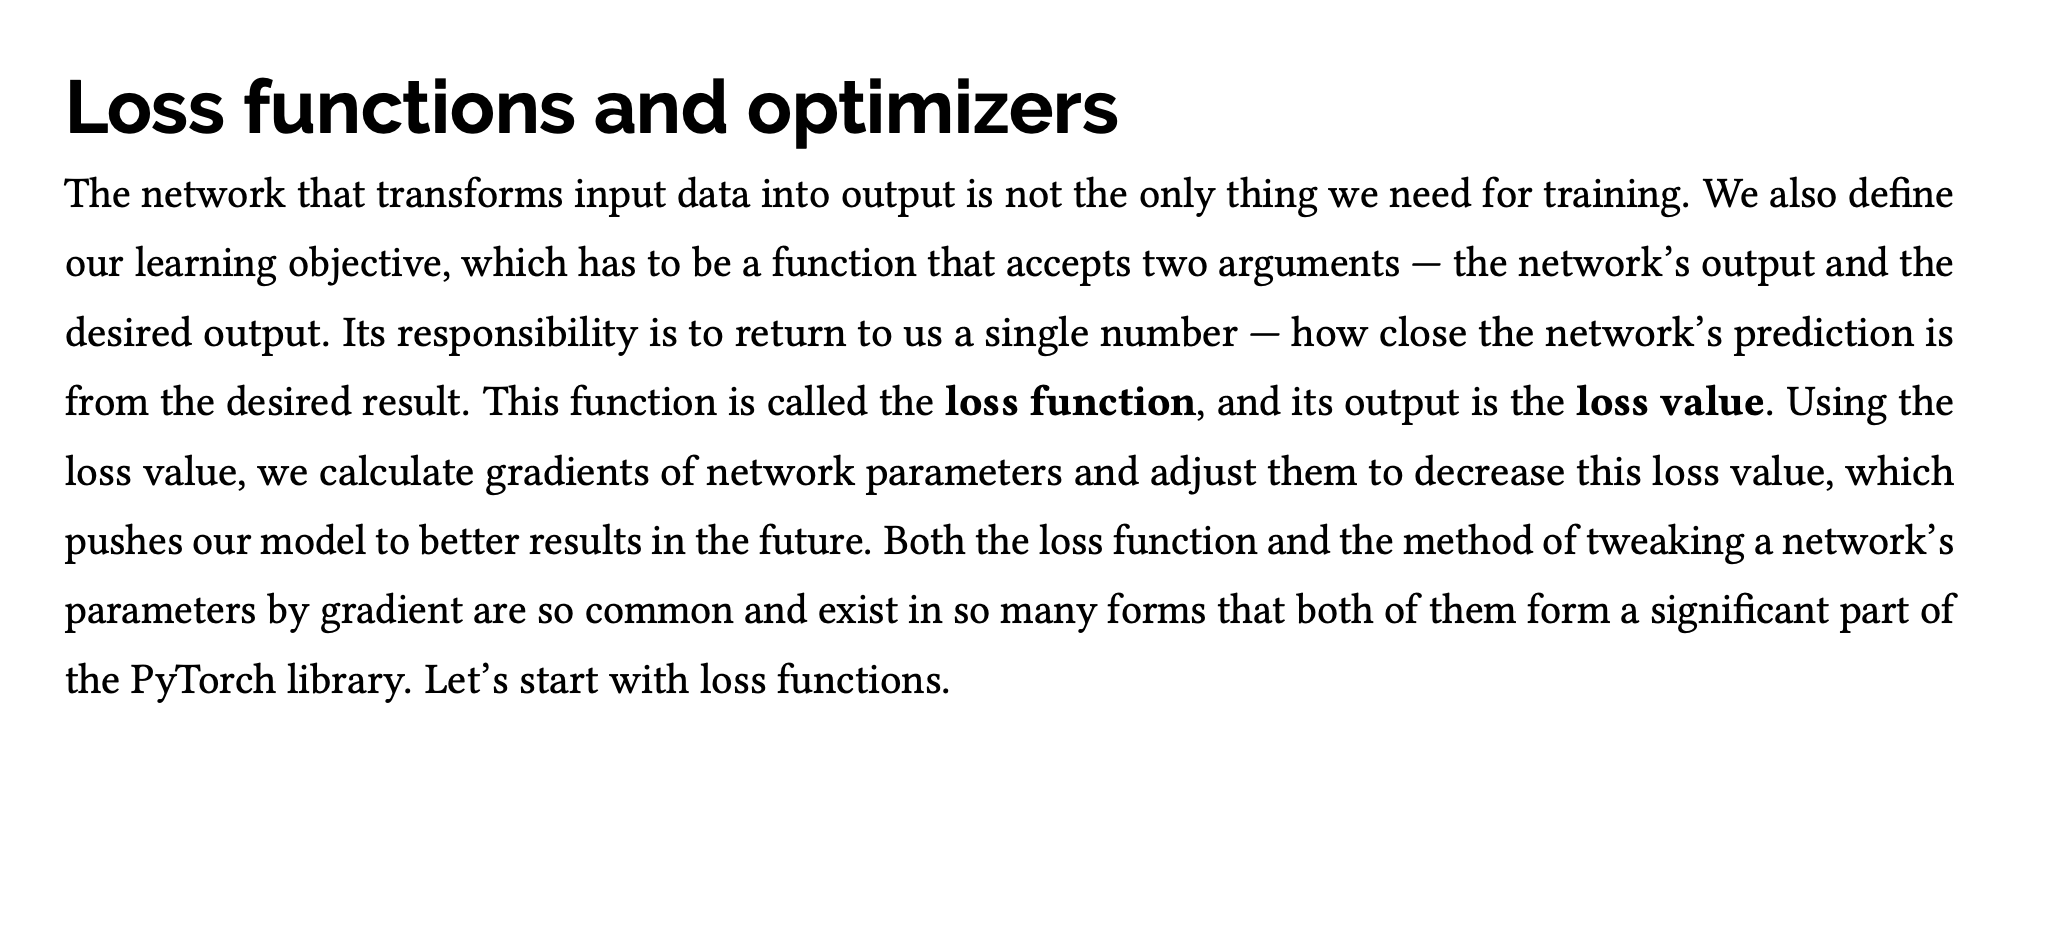 Loss functions and optimizers
The network that transforms input data into output is not the only thing we need for training. We also define
our learning objective, which has to be a function that accepts two arguments — the network’s output and the
desired output. Its responsibility is to return to us a single number — how close the network’s prediction is
from the desired result. This function is called the loss function, and its output is the loss value. Using the
loss value, we calculate gradients of network parameters and adjust them to decrease this loss value, which
pushes our model to better results in the future. Both the loss function and the method of tweaking a network’s
parameters by gradient are so common and exist in so many forms that both of them form a significant part of
the PyTorch library. Let’s start with loss functions.